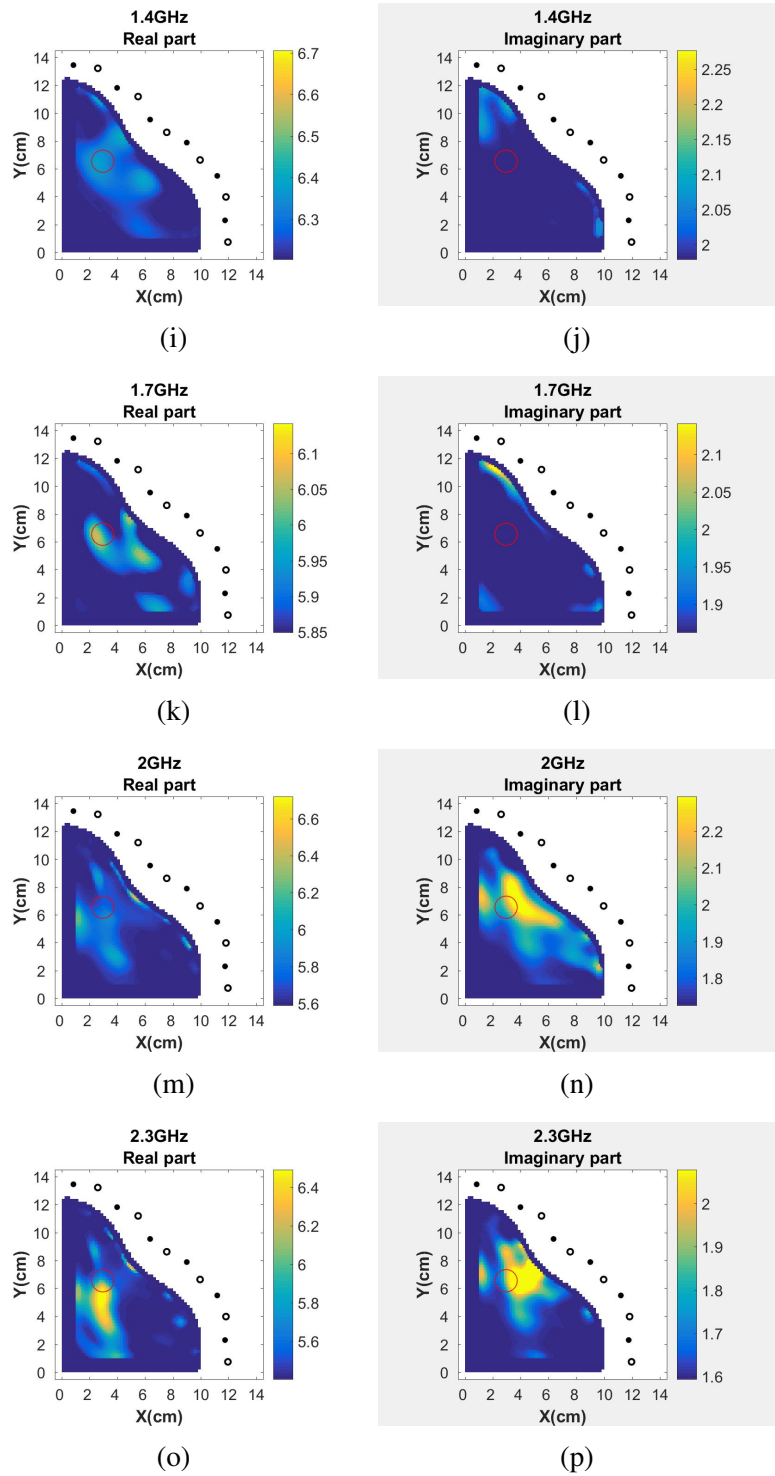 1.4GHz
Real part
14
12
10
8
6
4
2
0
Y(cm)
0 2 4 6 8 10 12 14
X(cm)
6.7
6.6
6.5
6.4
6.3
(i)
1.4GHz
Imaginary part
14
12
10
8
6
4
2
0
Y(cm)
0 2 4 6 8 10 12 14
X(cm)
2.25
2.2
2.15
2.1
2.05
2
(j)
1.7GHz
Real part
14
12
10
8
6
4
2
0
Y(cm)
0 2 4 6 8 10 12 14
X(cm)
6.1
6.05
6
5.95
5.9
5.85
(k)
1.7GHz
Imaginary part
14
12
10
8
6
4
2
0
Y(cm)
0 2 4 6 8 10 12 14
X(cm)
2.1
2.05
2
1.95
1.9
(l)
2GHz
Real part
14
12
10
8
6
4
2
0
Y(cm)
0 2 4 6 8 10 12 14
X(cm)
6.6
6.4
6.2
6
5.8
5.6
(m)
2GHz
Imaginary part
14
12
10
8
6
4
2
0
Y(cm)
0 2 4 6 8 10 12 14
X(cm)
2.2
2.1
2
1.9
1.8
(n)
2.3GHz
Real part
14
12
10
8
6
4
2
0
Y(cm)
0 2 4 6 8 10 12 14
X(cm)
6.4
6.2
6
5.8
5.6
(o)
2.3GHz
Imaginary part
14
12
10
8
6
4
2
0
Y(cm)
0 2 4 6 8 10 12 14
X(cm)
2
1.9
1.8
1.7
1.6
(p)